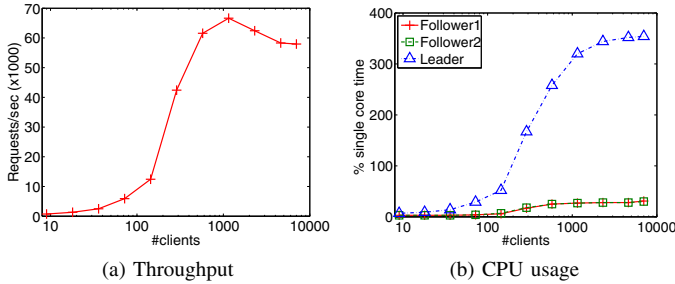 70
60
50
40
30
20
10
0
Requests/sec (x1000)
10
100
1000
10000
#clients
(a) Throughput
400
300
200
100
0
% single core time
Follower1
Follower2
Leader
10
100
1000
10000
#clients
(b) CPU usage